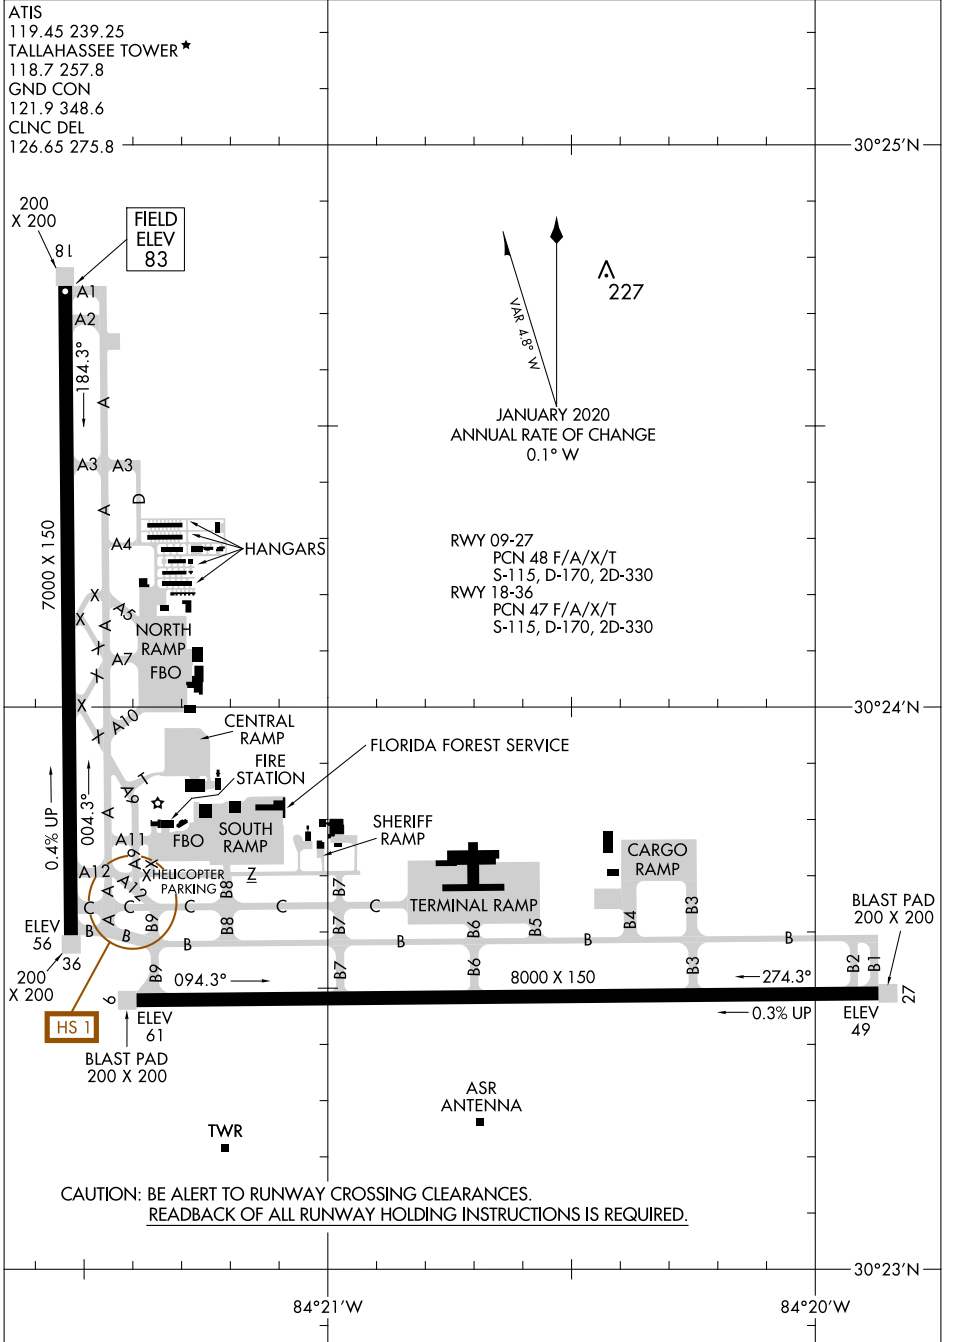 ATIS
119.45 239.25
TALLAHASSEE TOWER★
118.7 257.8
GND CON
121.9 348.6
CLNC DEL
126.65 275.8
30°25'N
200
X 200
FIELD
ELEV
83
18
A1
A2
184.3°
A
A3 A3
A
D
A4
7000 X 150
HANGARS
VAR 4.8° W
227
JANUARY 2020
ANNUAL RATE OF CHANGE
0.1° W
RWY 09-27
PCN 48 F/A/X/T
S-115, D-170, 2D-330
RWY 18-36
PCN 47 F/A/X/T
S-115, D-170, 2D-330
X
A5
X
A
X
A7
X
NORTH
RAMP
FBO
X
A10
X
30°24'N
CENTRAL
RAMP
FLORIDA FOREST SERVICE
FIRE
STATION
T
A9
0.4% UP
004.3°
A
A11
FBO
SOUTH
RAMP
SHERIFF
RAMP
A9
X
A12
A12
X
HELICOPTER
PARKING
Z
B8
B7
A
C C C C C
A
B9
B8
B7
TERMINAL RAMP
B6
B5
CARGO
RAMP
B4
B3
BLAST PAD
200 X 200
ELEV
56
B B B B B B
36
200
X 200
B9
094.3°
B7
B6
8000 X 150
B3
274.3°
B2
B1
9
27
HS 1
ELEV
61
0.3% UP
ELEV
49
BLAST PAD
200 X 200
ASR
ANTENNA
TWR
CAUTION: BE ALERT TO RUNWAY CROSSING CLEARANCES.
READBACK OF ALL RUNWAY HOLDING INSTRUCTIONS IS REQUIRED.
30°23'N
84°21'W
84°20'W